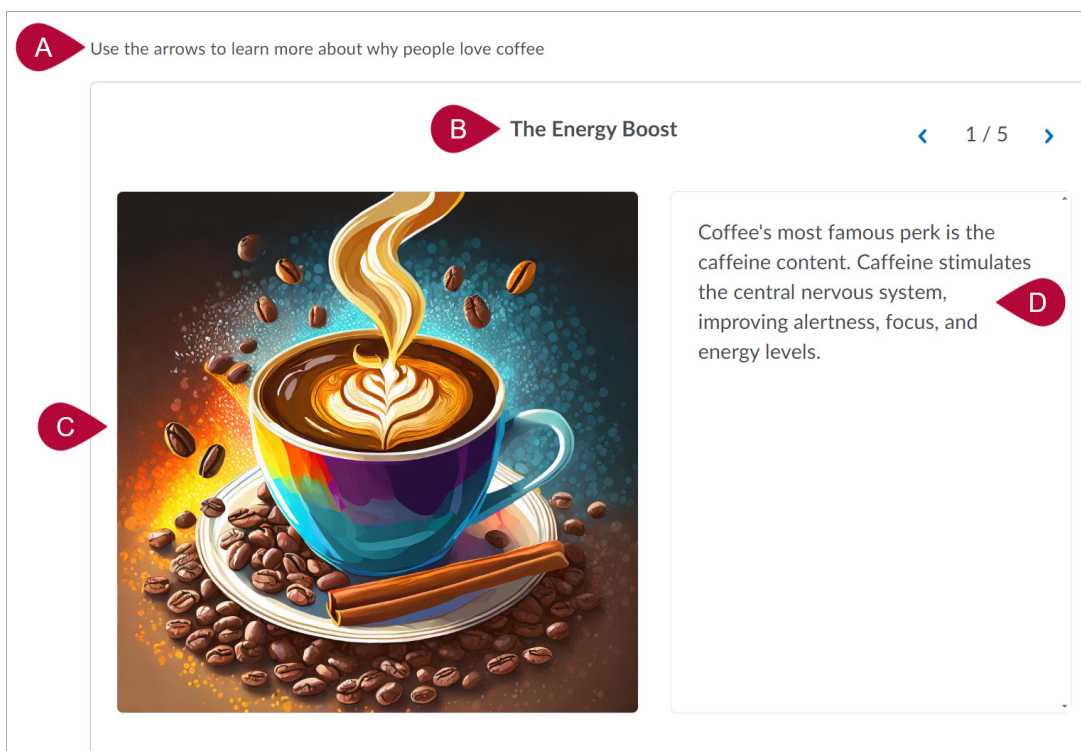 A
Use the arrows to learn more about why people love coffee
B
The Energy Boost
1 / 5
C
Coffee's most famous perk is the
caffeine content. Caffeine stimulates
the central nervous system,
improving alertness, focus, and
energy levels.
D